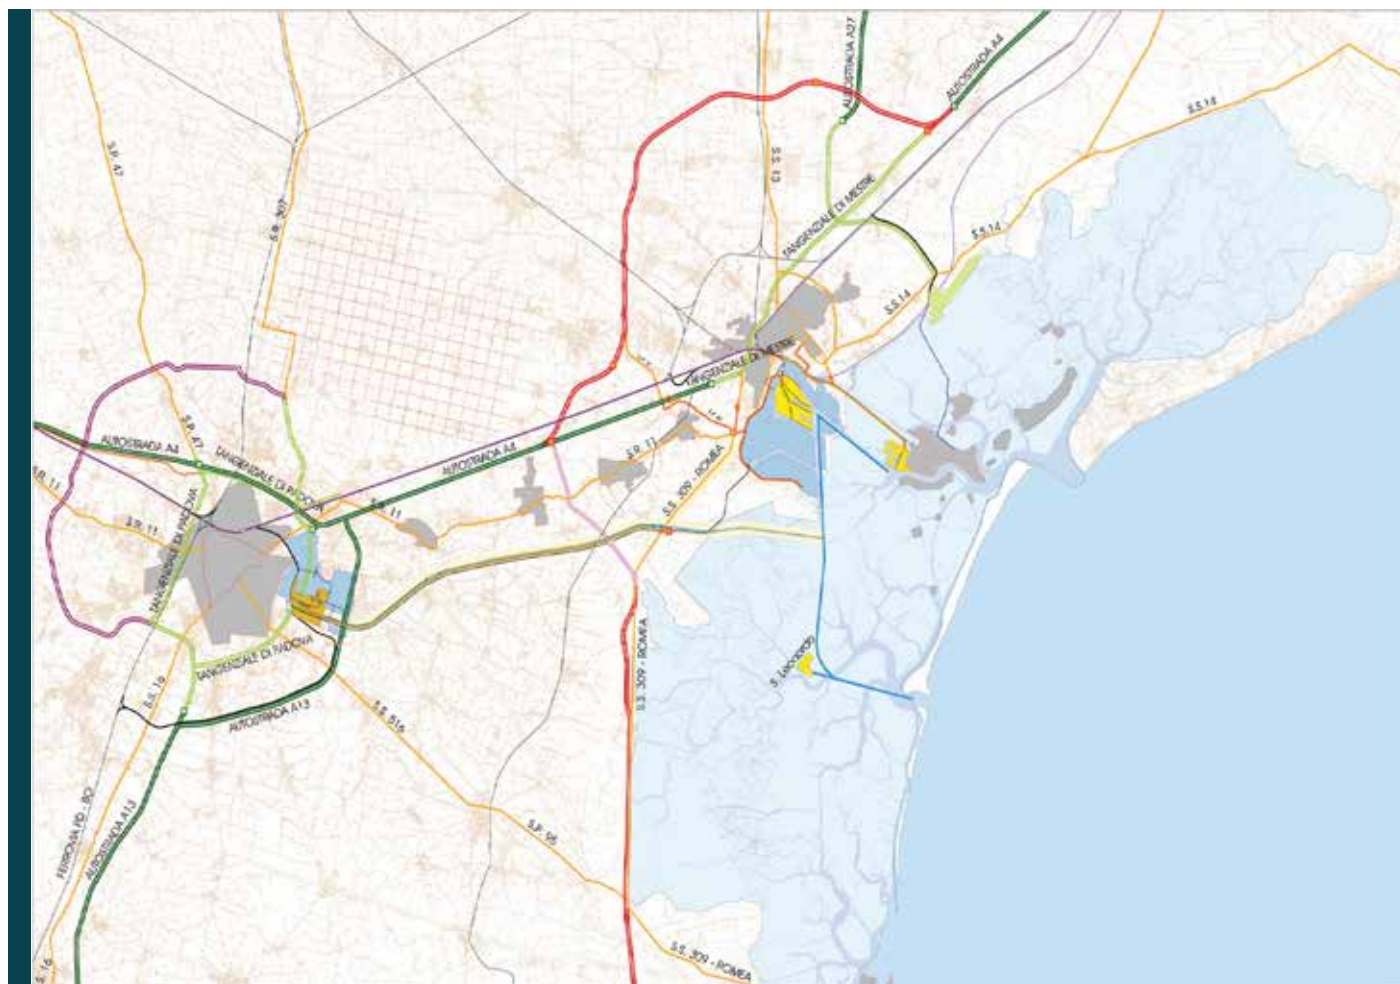 AUTOSTRALIA A27
AUTOSTRADA A4
S.S.14
S.P. 47
S.S. 13
S.R. 307
TANGENZIALE DI MESTRE
S.S.14
S.S.14
TANGENZIALE DI MESTRE
S.P. 47
AUTOSTRADA A4
TANGENZIALE DI PADOVA
AUTOSTRADA A4
S.R. 11
S.R. 11
S.R. 11
S.R. 11
S.S. 309 - ROMEA
TANGENZIALE DI PADOVA
TANGENZIALE DI PADOVA
S. Leonardo
S.S. 309 - ROMEA
S.S. 16
AUTOSTRADA A13
S.S. 516
FERROVIA PD - BO
AUTOSTRADA A13
S.P. 95
S.S. 309 - ROMEA
S. 16